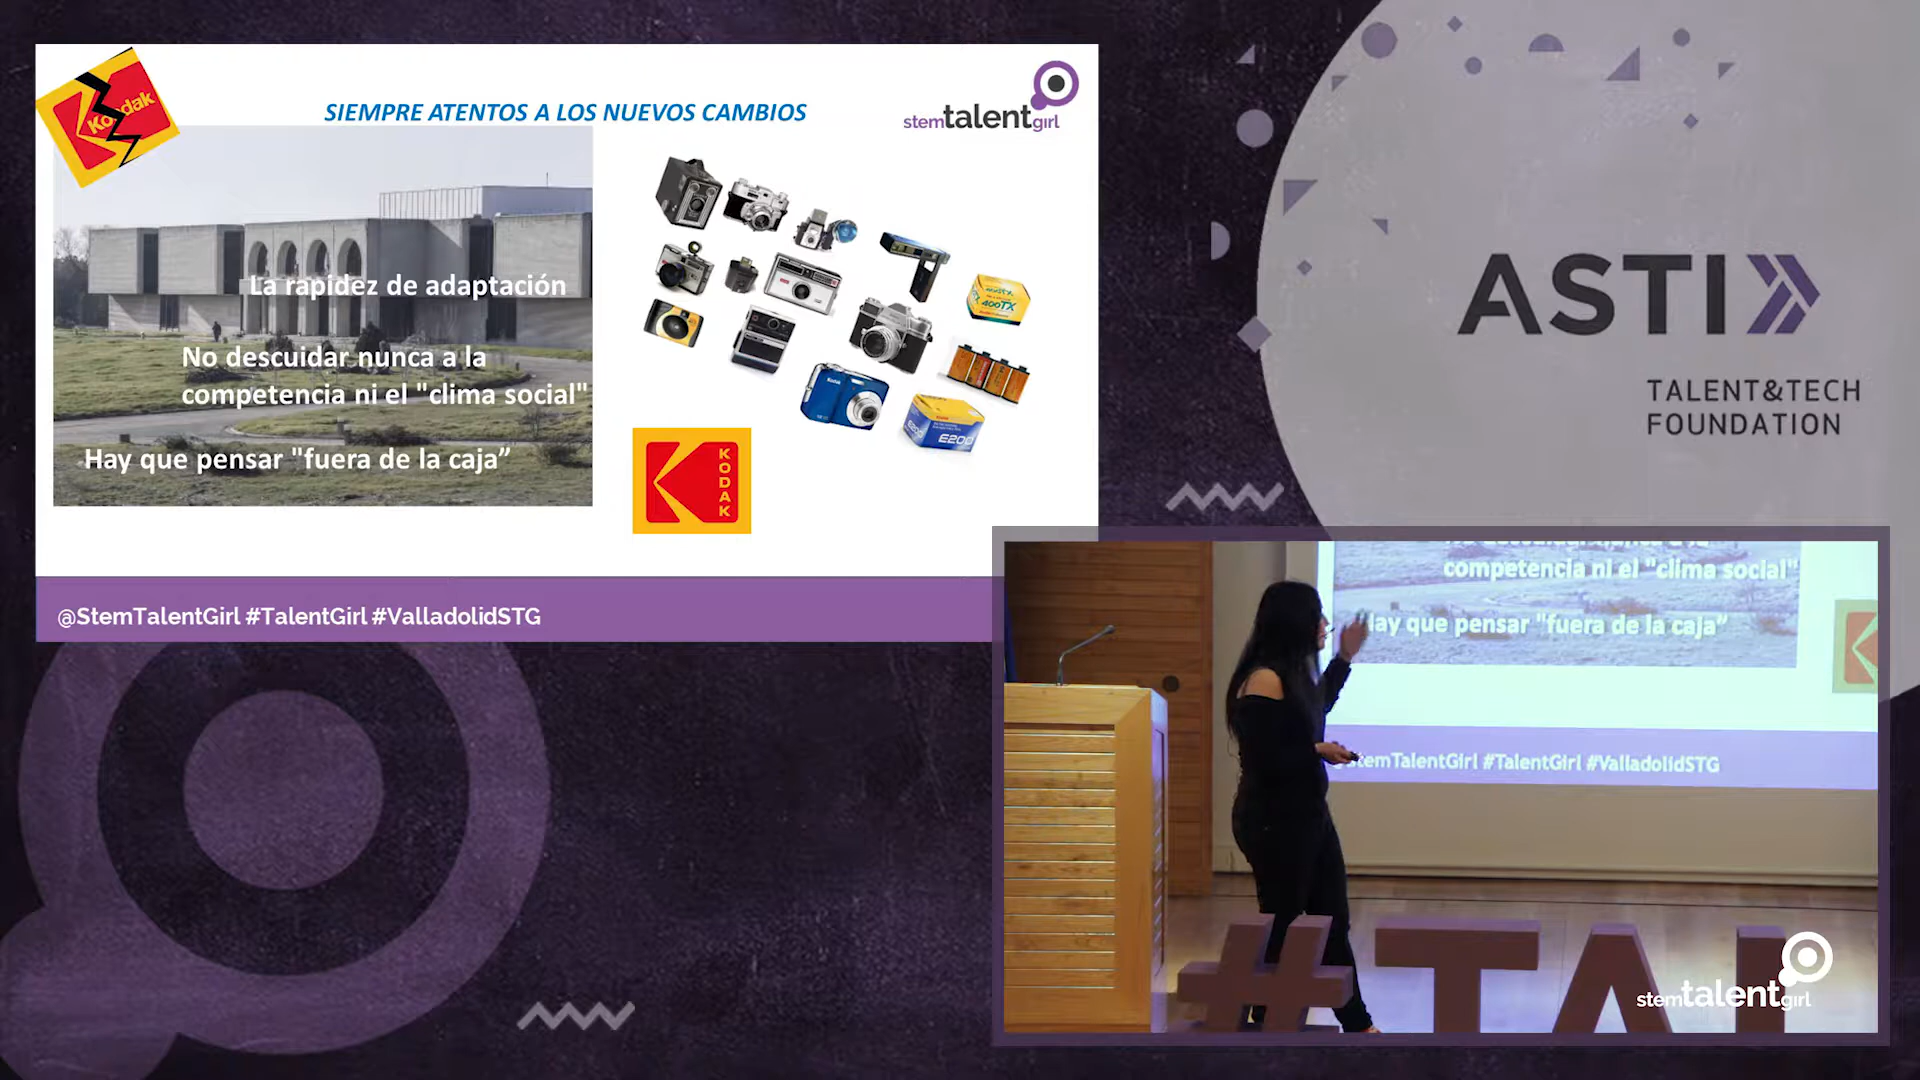 Kodak
SIEMPRE ATENTOS A LOS NUEVOS CAMBIOS
stemtalentgirl
La rapidez de adaptación
No descuidar nunca a la
competencia ni el "clima social"
Hay que pensar "fuera de la caja”
400TX
E200
KODAK
@StemTalentGirl #TalentGirl #ValladolidSTG
ASTI
TALENT&TECH
FOUNDATION
competencia ni el "clima social"
Hay que pensar "fuera de la caja”
@StemTalentGirl #TalentGirl #ValladolidSTG
#TAL
stemtalentgirl